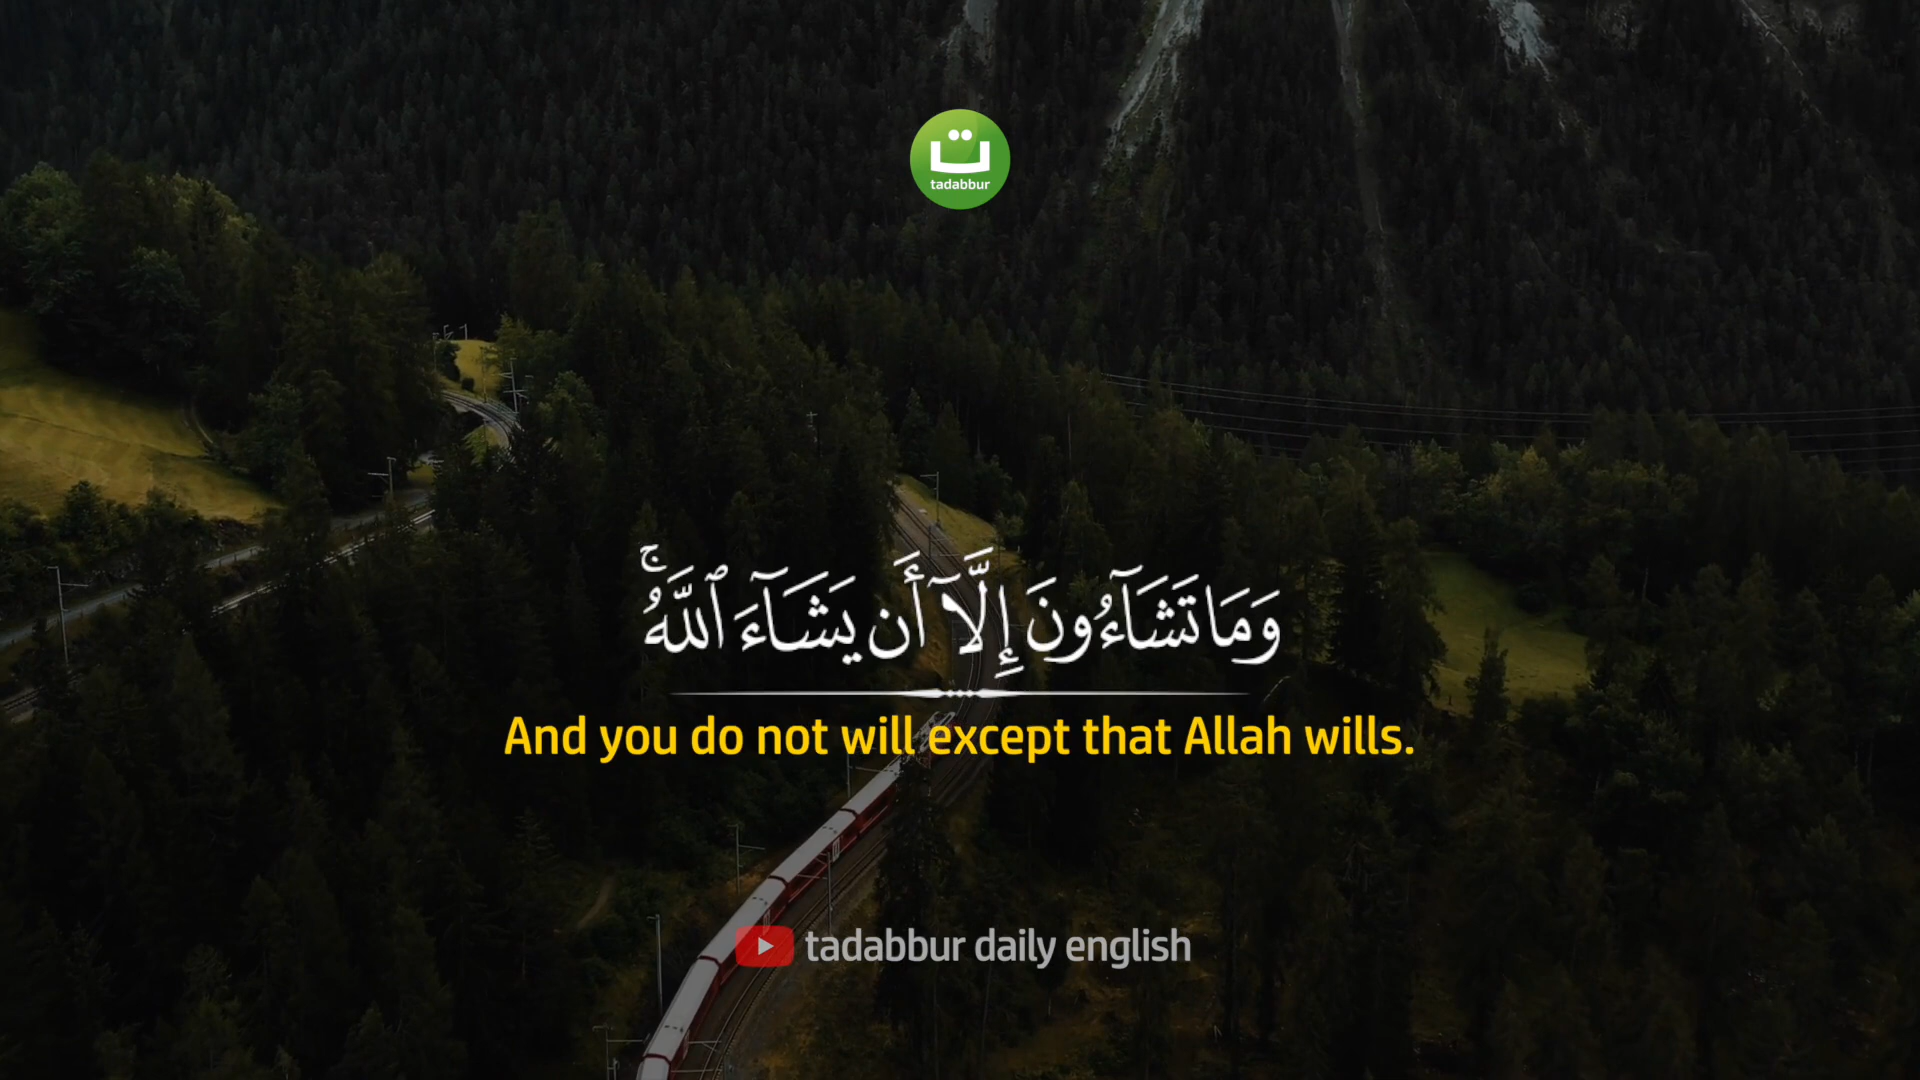 ت
tadabbur
وَمَا تَشَآءُونَ إِلَّآ أَن يَشَآءَ ٱللَّهُۚ
And you do not will except that Allah wills.
tadabbur daily english